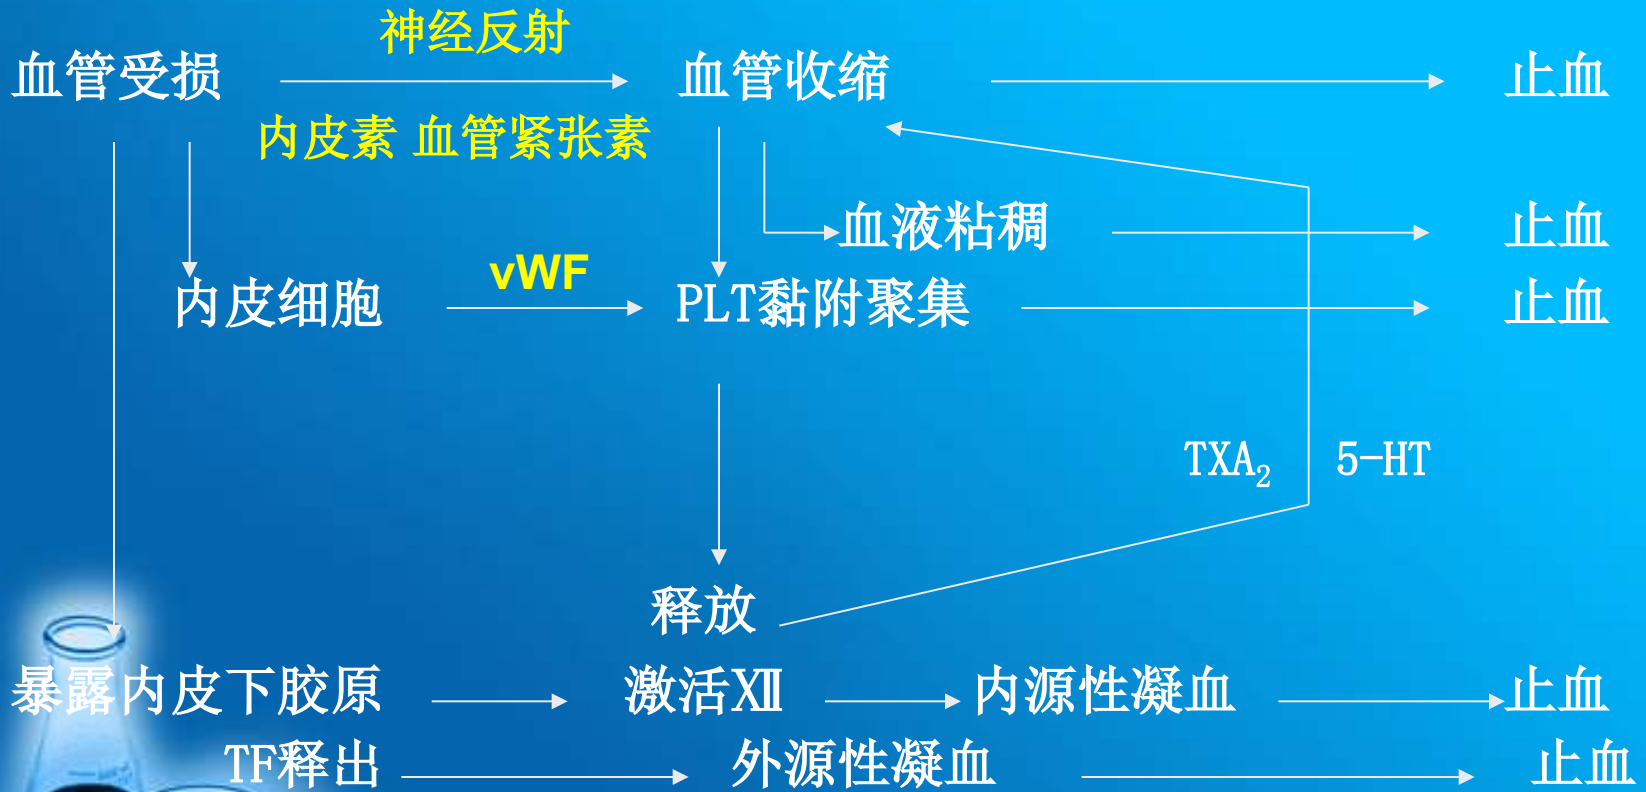 神经反射
血管受损 血管收缩 止血
内皮素 血管紧张素
血液粘稠 止血
vWF
内皮细胞 PLT黏附聚集 止血
TXA₂ 5-HT
释放
暴露内皮下胶原 激活Ⅻ 内源性凝血 止血
TF释出 外源性凝血 止血